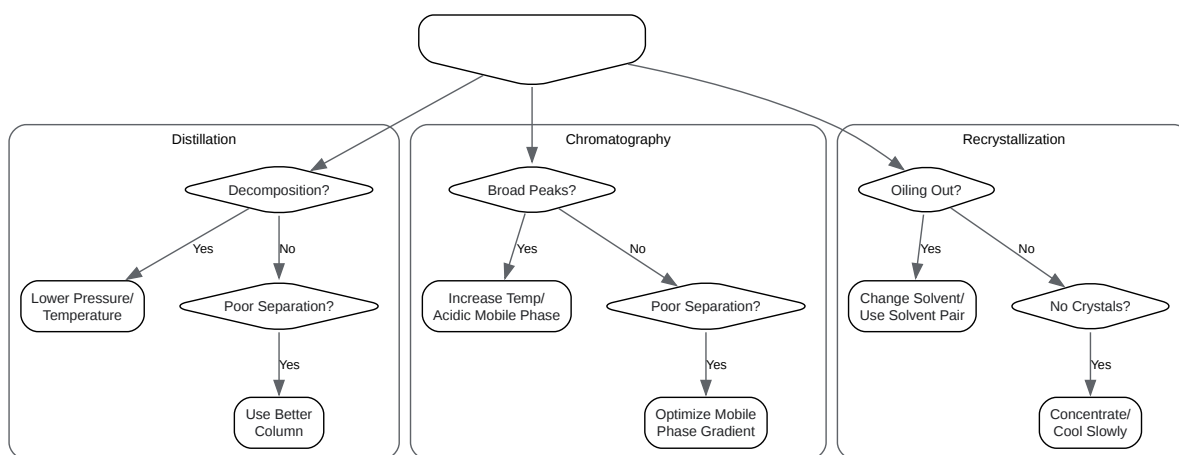 Distillation
Decomposition?
Yes
No
Lower Pressure/
Temperature
Poor Separation?
Yes
Use Better
Column
Chromatography
Broad Peaks?
Yes
No
Increase Temp/
Acidic Mobile Phase
Poor Separation?
Yes
Optimize Mobile
Phase Gradient
Recrystallization
Oiling Out?
Yes
No
Change Solvent/
Use Solvent Pair
No Crystals?
Yes
Concentrate/
Cool Slowly